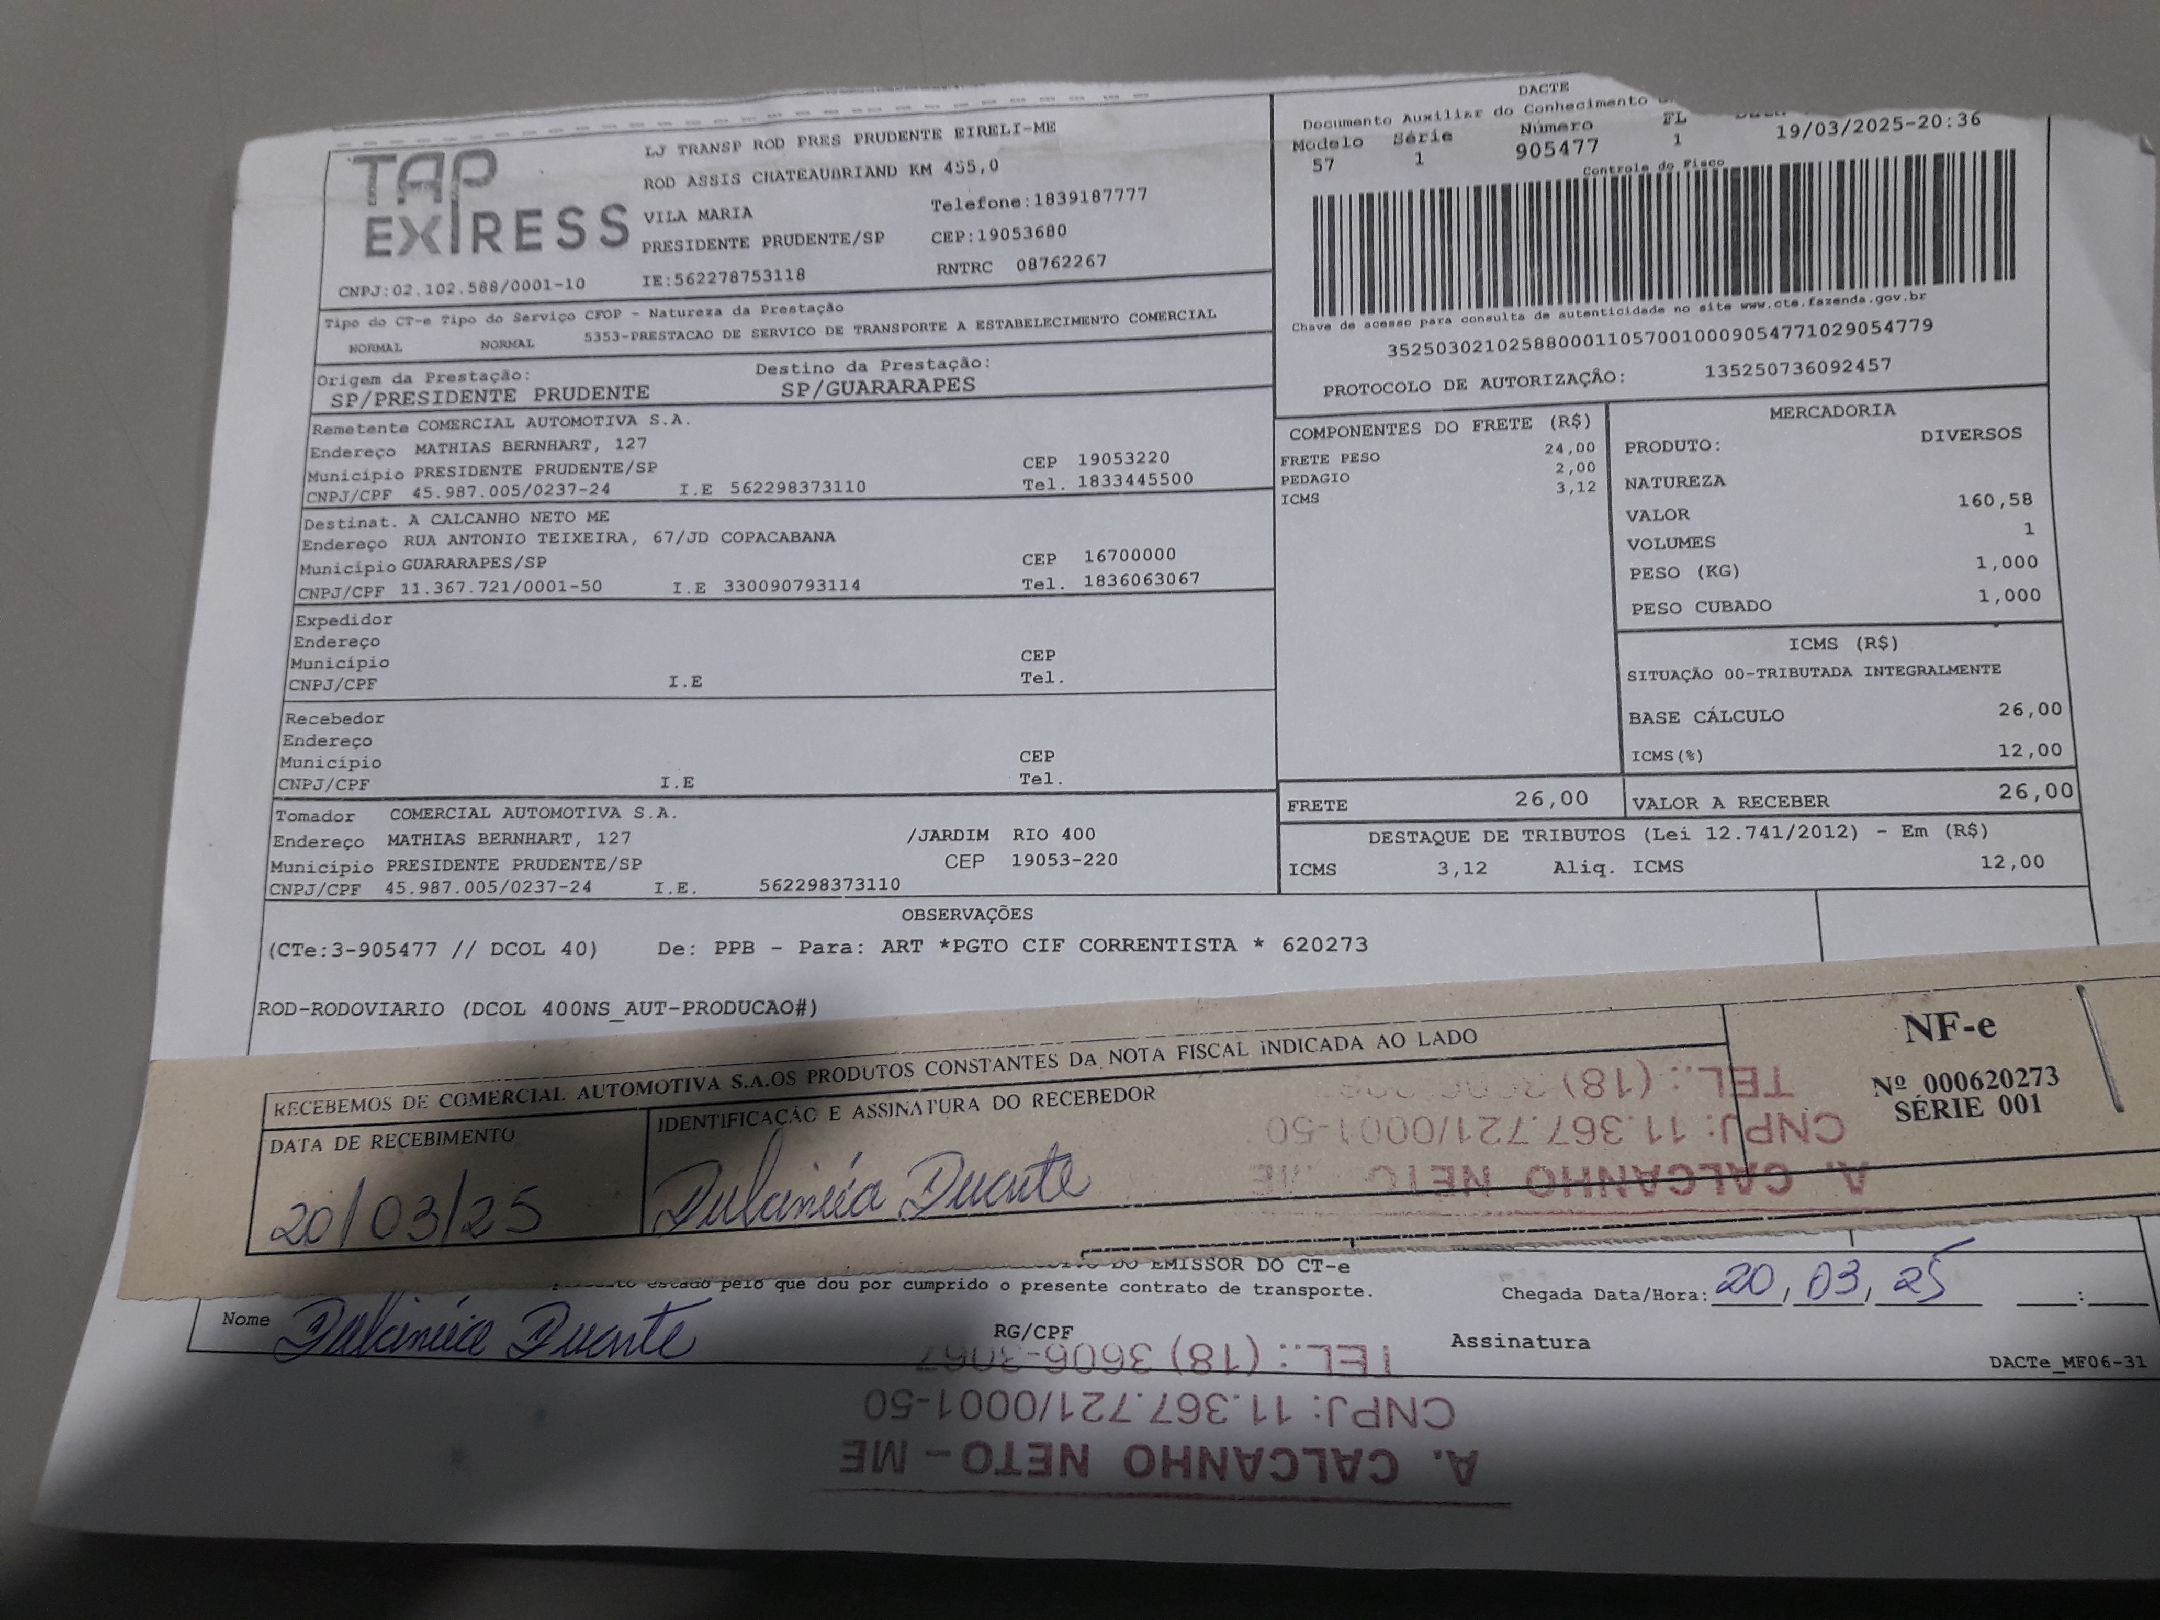 DACTE
Documento Auxiliar do Conhecimento
Modelo Série Número FL
57 1 905477 1 19/03/2025-20:36
Controle do Fisco
TAP
EXPRESS
LJ TRANSP ROD PRES PRUDENTE EIRELI-ME
ROD ASSIS CHATEAUBRIAND KM 455,0
VILA MARIA Telefone:1839187777
PRESIDENTE PRUDENTE/SP CEP:19053680
CNPJ:02.102.588/0001-10 IE:562278753118 RNTRC 08762267
Tipo do CT-e Tipo do Serviço CFOP - Natureza da Prestação
NORMAL NORMAL 5353-PRESTACAO DE SERVICO DE TRANSPORTE A ESTABELECIMENTO COMERCIAL
Chave de acesso para consulta de autenticidade no site www.cte.fazenda.gov.br
35250302102588000110570010009054771029054779
PROTOCOLO DE AUTORIZAÇÃO: 135250736092457
Origem da Prestação: Destino da Prestação:
SP/PRESIDENTE PRUDENTE SP/GUARARAPES
Remetente COMERCIAL AUTOMOTIVA S.A.
Endereço MATHIAS BERNHART, 127
Município PRESIDENTE PRUDENTE/SP CEP 19053220
CNPJ/CPF 45.987.005/0237-24 I.E 562298373110 Tel. 1833445500
Destinat. A CALCANHO NETO ME
Endereço RUA ANTONIO TEIXEIRA, 67/JD COPACABANA
Município GUARARAPES/SP CEP 16700000
CNPJ/CPF 11.367.721/0001-50 I.E 330090793114 Tel. 1836063067
Expedidor
Endereço
Município CEP
CNPJ/CPF I.E Tel.
Recebedor
Endereço
Município CEP
CNPJ/CPF I.E Tel.
Tomador COMERCIAL AUTOMOTIVA S.A.
Endereço MATHIAS BERNHART, 127 /JARDIM RIO 400
Município PRESIDENTE PRUDENTE/SP CEP 19053-220
CNPJ/CPF 45.987.005/0237-24 I.E. 562298373110
COMPONENTES DO FRETE (R$)
FRETE PESO 24,00
PEDAGIO 2,00
ICMS 3,12
MERCADORIA
PRODUTO: DIVERSOS
NATUREZA
VALOR 160,58
VOLUMES 1
PESO (KG) 1,000
PESO CUBADO 1,000
ICMS (R$)
SITUAÇÃO 00-TRIBUTADA INTEGRALMENTE
BASE CÁLCULO 26,00
ICMS(%) 12,00
FRETE 26,00 VALOR A RECEBER 26,00
DESTAQUE DE TRIBUTOS (Lei 12.741/2012) - Em (R$)
ICMS 3,12 Aliq. ICMS 12,00
OBSERVAÇÕES
(CTe:3-905477 // DCOL 40) De: PPB - Para: ART *PGTO CIF CORRENTISTA * 620273
ROD-RODOVIARIO (DCOL 400NS_AUT-PRODUCAO#)
RECEBEMOS DE COMERCIAL AUTOMOTIVA S.A.OS PRODUTOS CONSTANTES DA NOTA FISCAL INDICADA AO LADO
DATA DE RECEBIMENTO IDENTIFICAÇÃO E ASSINATURA DO RECEBEDOR
20/03/25 Dulcinéia Duarte
NF-e
Nº 000620273
SÉRIE 001
A. CALCANHO NETO ME
CNPJ: 11.367.721/0001-50
TEL.: (18)
DO EMISSOR DO CT-e
estado pelo que dou por cumprido o presente contrato de transporte.
Chegada Data/Hora: 20, 03, 25 :
Nome Dulcinéia Duarte RG/CPF Assinatura
DACTe_MF06-31
A. CALCANHO NETO - ME
CNPJ: 11.367.721/0001-50
TEL.: (18) 3606-3067